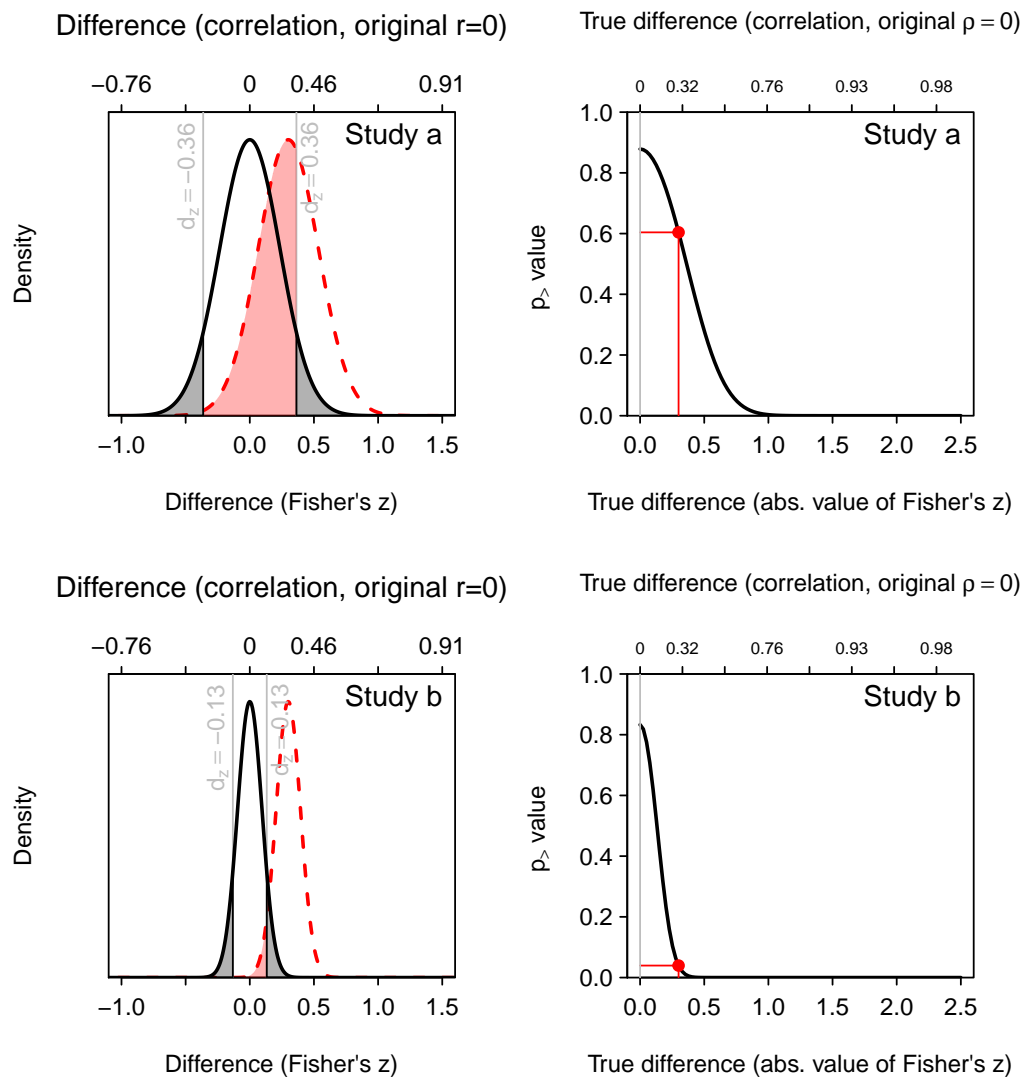 Difference (correlation, original r=0)
−0.76 0 0.46 0.91
Study a
d_z = −0.36
d_z = 0.36
Density
−1.0 0.0 0.5 1.0 1.5
Difference (Fisher's z)
True difference (correlation, original ρ = 0)
0 0.32 0.76 0.93 0.98
Study a
1.0
0.8
0.6
0.4
0.2
0.0
p> value
0.0 0.5 1.0 1.5 2.0 2.5
True difference (abs. value of Fisher's z)
Difference (correlation, original r=0)
−0.76 0 0.46 0.91
Study b
d_z = −0.13
d_z = 0.13
Density
−1.0 0.0 0.5 1.0 1.5
Difference (Fisher's z)
True difference (correlation, original ρ = 0)
0 0.32 0.76 0.93 0.98
Study b
1.0
0.8
0.6
0.4
0.2
0.0
p> value
0.0 0.5 1.0 1.5 2.0 2.5
True difference (abs. value of Fisher's z)